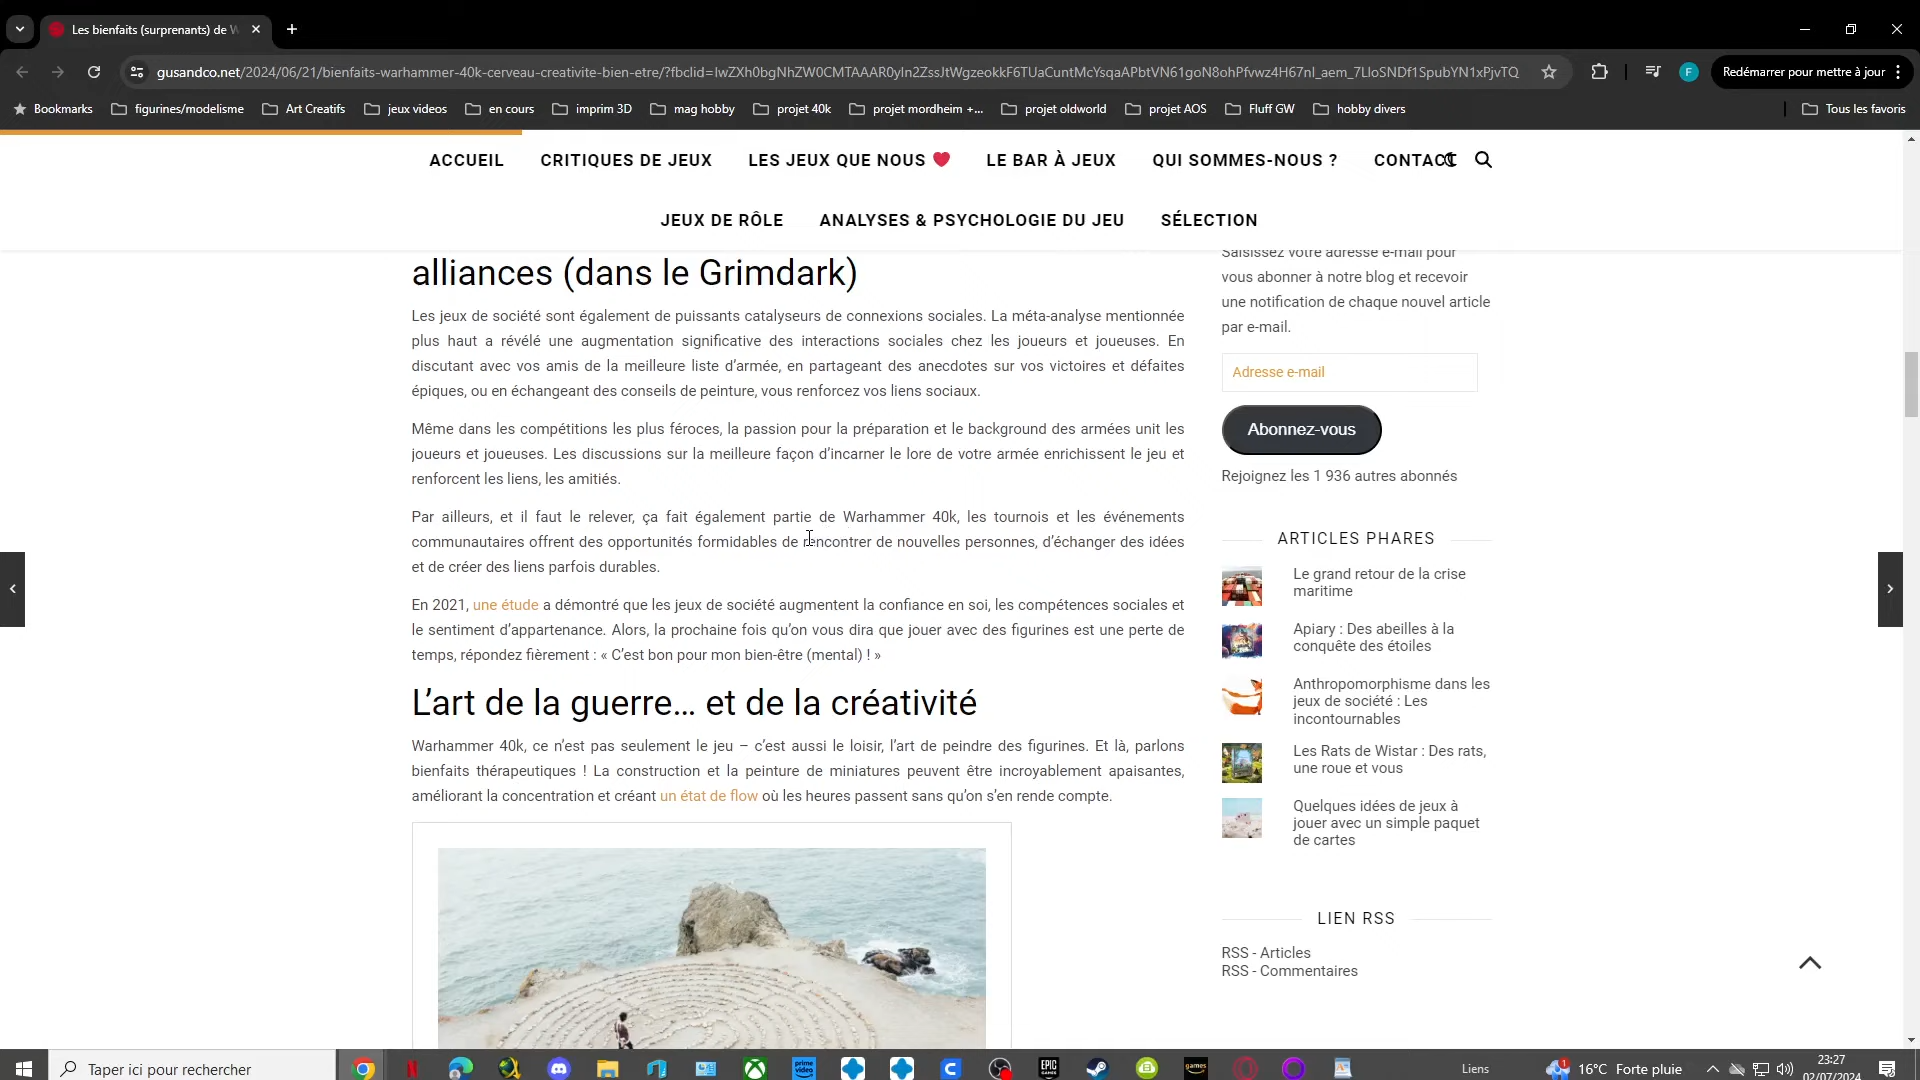 Les bienfaits (surprenants) de W
gusandco.net/2024/06/21/bienfaits-warhammer-40k-cerveau-creativite-bien-etre/?fbclid=IwZXh0bgNhZW0CMTAAAR0yIn2ZssJtWgzeokkF6TUaCuntMcYsqaAPbtVN61goN8ohPfvwz4H67nI_aem_7LIoSNDf1SpubYN1xPjvTQ
F
Redémarrer pour mettre à jour
Bookmarks
figurines/modelisme
Art Creatifs
jeux videos
en cours
imprim 3D
mag hobby
projet 40k
projet mordheim +...
projet oldworld
projet AOS
Fluff GW
hobby divers
Tous les favoris
ACCUEIL
CRITIQUES DE JEUX
LES JEUX QUE NOUS ❤
LE BAR À JEUX
QUI SOMMES-NOUS ?
CONTACT
JEUX DE RÔLE
ANALYSES & PSYCHOLOGIE DU JEU
SÉLECTION
alliances (dans le Grimdark)
Les jeux de société sont également de puissants catalyseurs de connexions sociales. La méta-analyse mentionnée
plus haut a révélé une augmentation significative des interactions sociales chez les joueurs et joueuses. En
discutant avec vos amis de la meilleure liste d’armée, en partageant des anecdotes sur vos victoires et défaites
épiques, ou en échangeant des conseils de peinture, vous renforcez vos liens sociaux.
Même dans les compétitions les plus féroces, la passion pour la préparation et le background des armées unit les
joueurs et joueuses. Les discussions sur la meilleure façon d’incarner le lore de votre armée enrichissent le jeu et
renforcent les liens, les amitiés.
Par ailleurs, et il faut le relever, ça fait également partie de Warhammer 40k, les tournois et les événements
communautaires offrent des opportunités formidables de rencontrer de nouvelles personnes, d’échanger des idées
et de créer des liens parfois durables.
En 2021, une étude a démontré que les jeux de société augmentent la confiance en soi, les compétences sociales et
le sentiment d’appartenance. Alors, la prochaine fois qu’on vous dira que jouer avec des figurines est une perte de
temps, répondez fièrement : « C’est bon pour mon bien-être (mental) ! »
L’art de la guerre… et de la créativité
Warhammer 40k, ce n’est pas seulement le jeu – c’est aussi le loisir, l’art de peindre des figurines. Et là, parlons
bienfaits thérapeutiques ! La construction et la peinture de miniatures peuvent être incroyablement apaisantes,
améliorant la concentration et créant un état de flow où les heures passent sans qu’on s’en rende compte.
Saisissez votre adresse e-mail pour
vous abonner à notre blog et recevoir
une notification de chaque nouvel article
par e-mail.
Adresse e-mail
Abonnez-vous
Rejoignez les 1 936 autres abonnés
ARTICLES PHARES
Le grand retour de la crise
maritime
Apiary : Des abeilles à la
conquête des étoiles
Anthropomorphisme dans les
jeux de société : Les
incontournables
Les Rats de Wistar : Des rats,
une roue et vous
Quelques idées de jeux à
jouer avec un simple paquet
de cartes
LIEN RSS
RSS - Articles
RSS - Commentaires
Taper ici pour rechercher
prime video
EPIC GAMES
games
Liens
1
16°C Forte pluie
23:27
02/07/2024